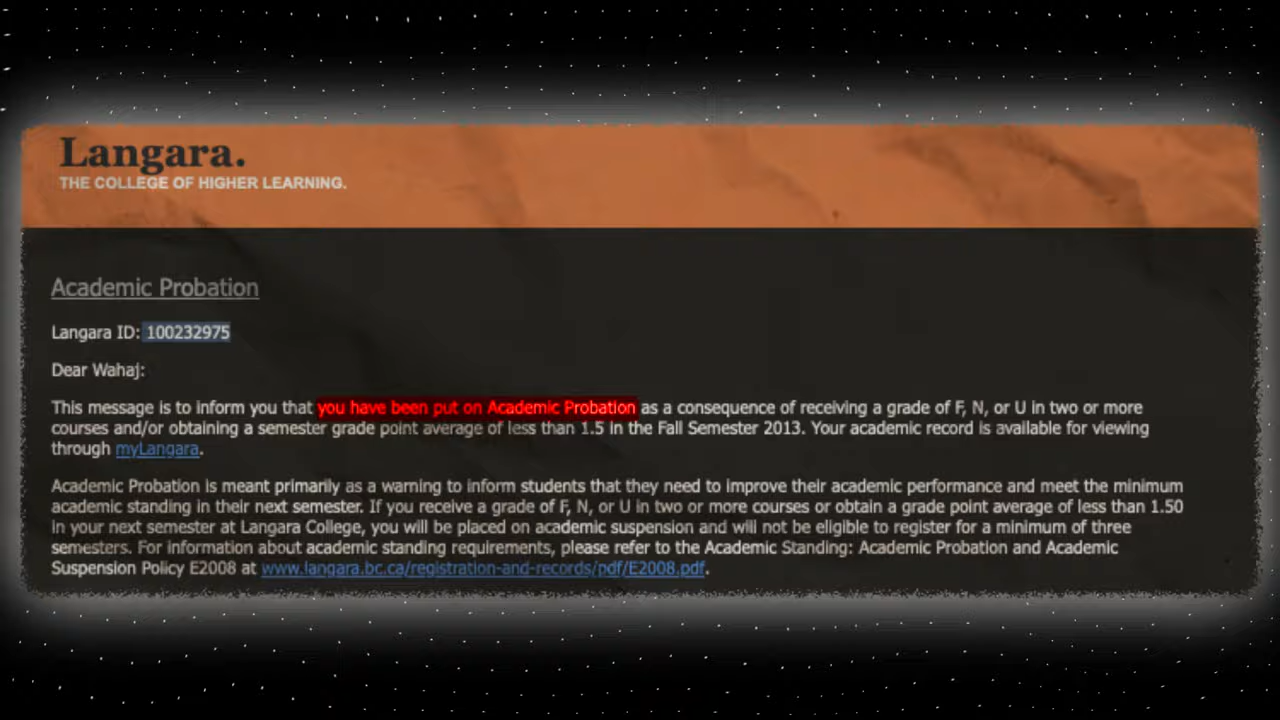 Langara.
THE COLLEGE OF HIGHER LEARNING.
Academic Probation
Langara ID: 100232975
Dear Wahaj:
This message is to inform you that you have been put on Academic Probation as a consequence of receiving a grade of F, N, or U in two or more
courses and/or obtaining a semester grade point average of less than 1.5 in the Fall Semester 2013. Your academic record is available for viewing
through myLangara.
Academic Probation is meant primarily as a warning to inform students that they need to improve their academic performance and meet the minimum
academic standing in their next semester. If you receive a grade of F, N, or U in two or more courses or obtain a grade point average of less than 1.50
in your next semester at Langara College, you will be placed on academic suspension and will not be eligible to register for a minimum of three
semesters. For information about academic standing requirements, please refer to the Academic Standing: Academic Probation and Academic
Suspension Policy E2008 at www.langara.bc.ca/registration-and-records/pdf/E2008.pdf.